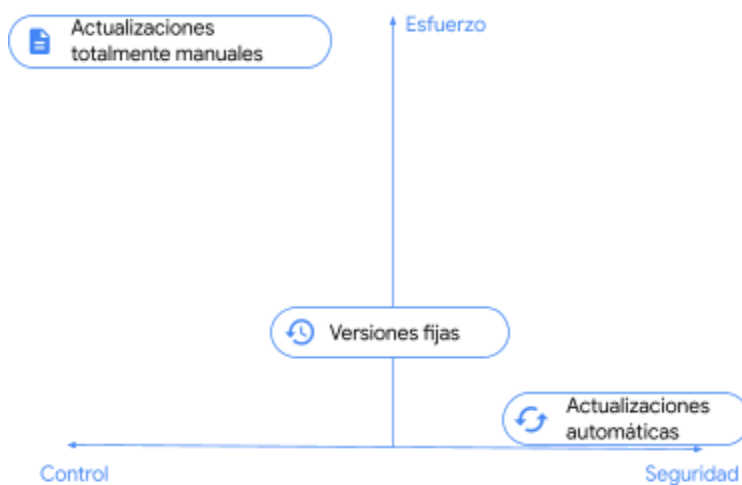 Actualizaciones
totalmente manuales
Esfuerzo
Versiones fijas
Actualizaciones
automáticas
Control
Seguridad